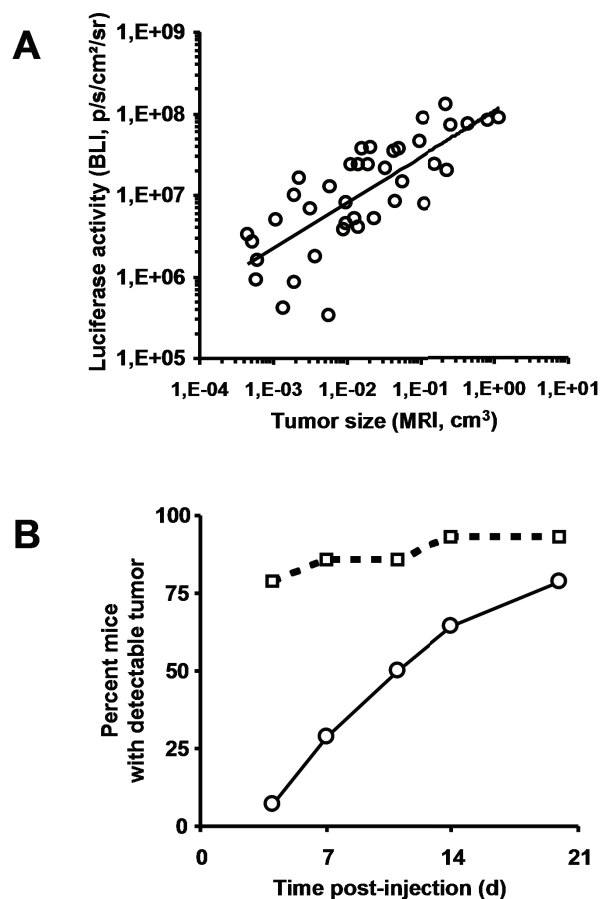 A
Luciferase activity (BLI, p/s/cm²/sr)
1,E+09
1,E+08
1,E+07
1,E+06
1,E+05
1,E-04 1,E-03 1,E-02 1,E-01 1,E+00 1,E+01
Tumor size (MRI, cm³)
B
Percent mice
with detectable tumor
100
75
50
25
0
0 7 14 21
Time post-injection (d)